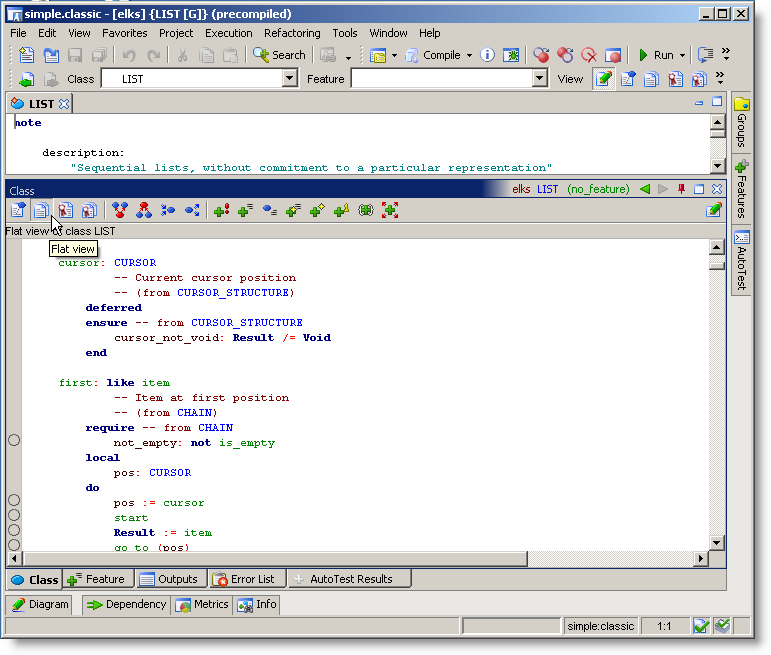 simple.classic - [elks] {LIST [G]} (precompiled)
File Edit View Favorites Project Execution Refactoring Tools Window Help
Search Compile Run
Class LIST Feature View
LIST
note
description:
"Sequential lists, without commitment to a particular representation"
Class elks LIST (no_feature)
Flat view of class LIST
Flat view
cursor: CURSOR
-- Current cursor position
-- (from CURSOR_STRUCTURE)
deferred
ensure -- from CURSOR_STRUCTURE
cursor_not_void: Result /= Void
end
first: like item
-- Item at first position
-- (from CHAIN)
require -- from CHAIN
not_empty: not is_empty
local
pos: CURSOR
do
pos := cursor
start
Result := item
go_to (pos)
Class Feature Outputs Error List AutoTest Results
Diagram Dependency Metrics Info
simple:classic 1:1
Groups
Features
AutoTest